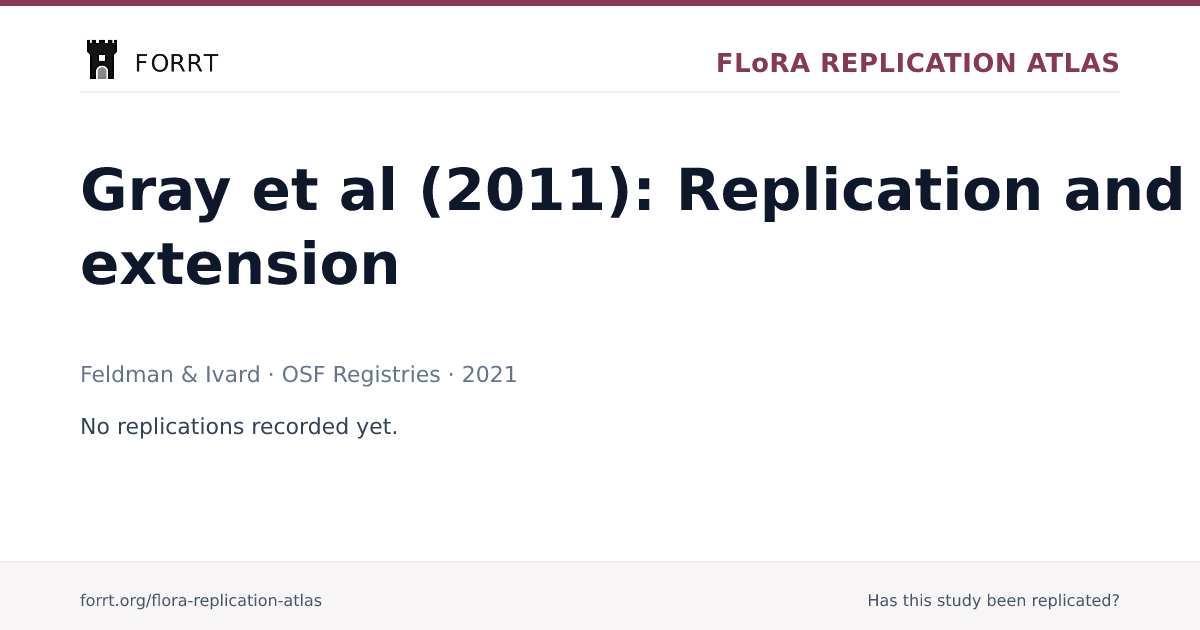 FORRT
FLoRA REPLICATION ATLAS
Gray et al (2011): Replication and
extension
Feldman & Ivard · OSF Registries · 2021
No replications recorded yet.
forrt.org/flora-replication-atlas
Has this study been replicated?